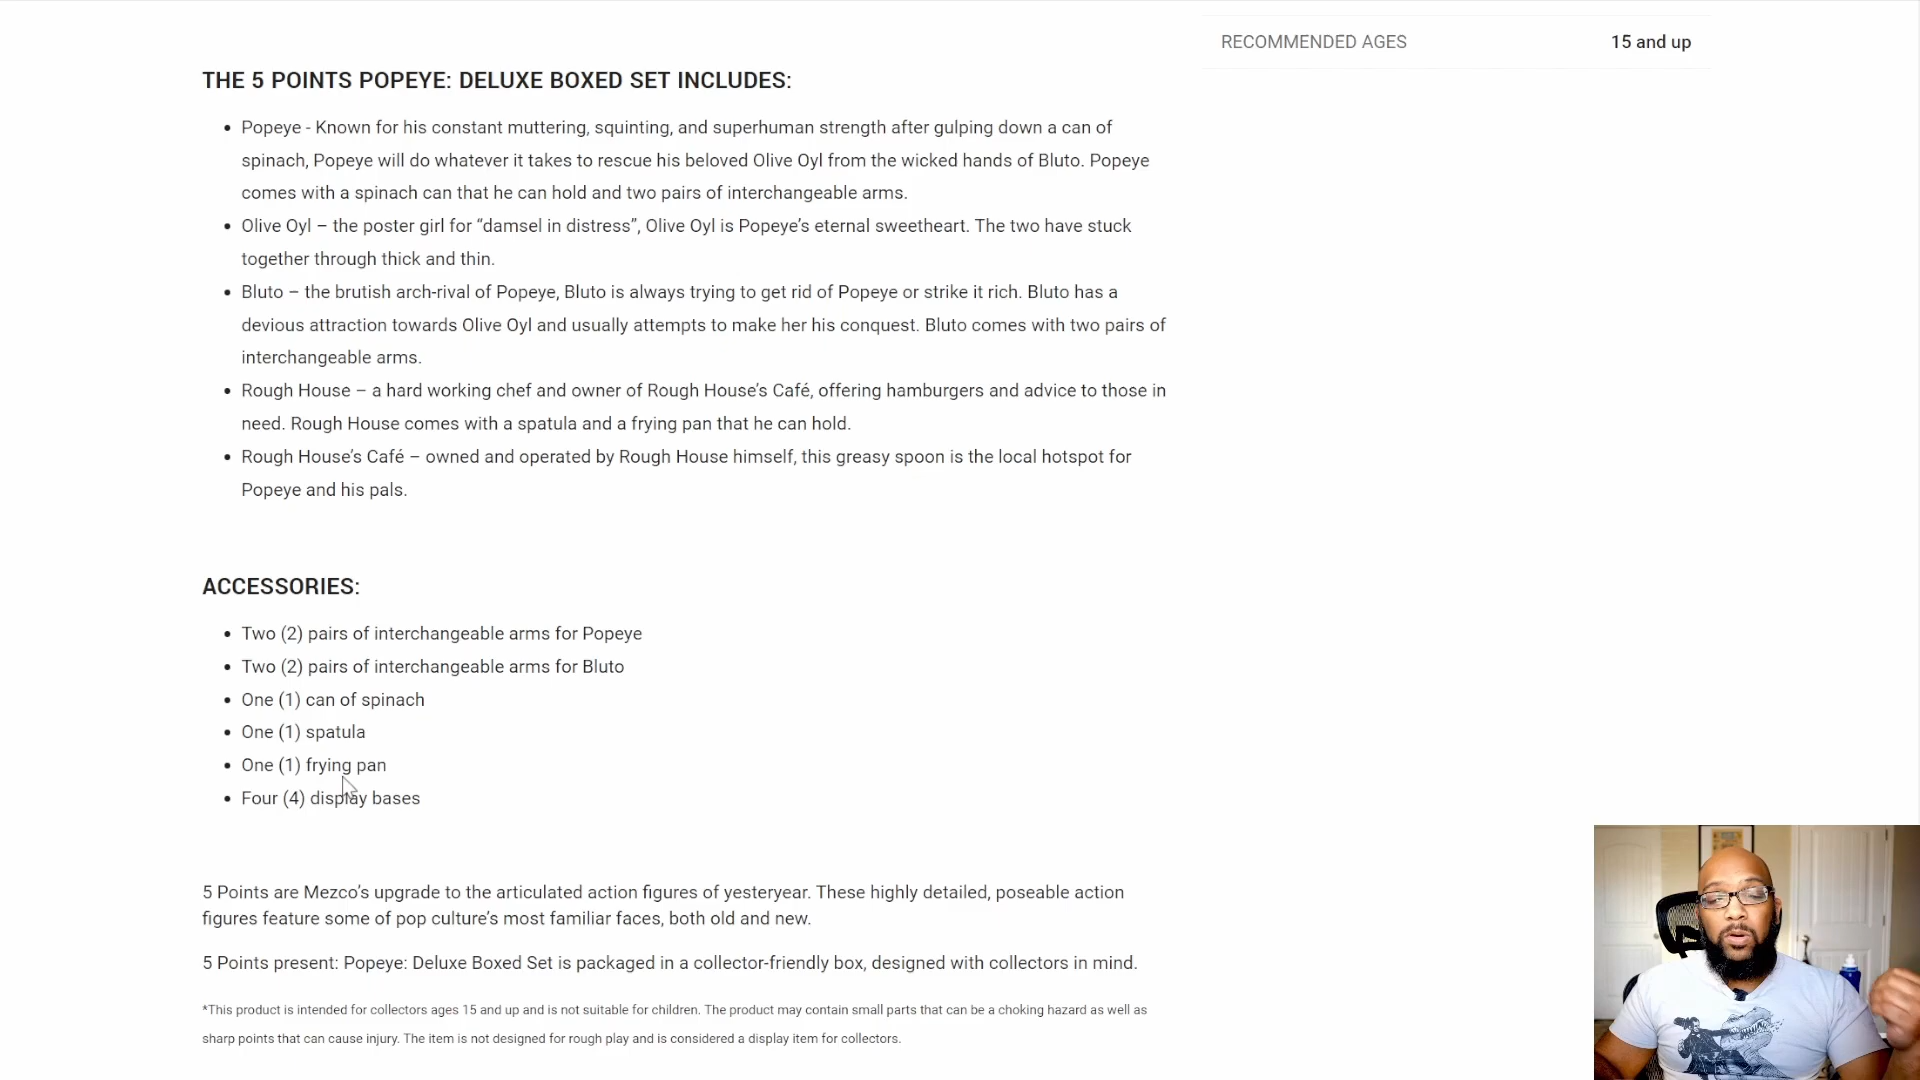 RECOMMENDED AGES 15 and up
THE 5 POINTS POPEYE: DELUXE BOXED SET INCLUDES:
• Popeye - Known for his constant muttering, squinting, and superhuman strength after gulping down a can of
spinach, Popeye will do whatever it takes to rescue his beloved Olive Oyl from the wicked hands of Bluto. Popeye
comes with a spinach can that he can hold and two pairs of interchangeable arms.
• Olive Oyl – the poster girl for “damsel in distress”, Olive Oyl is Popeye’s eternal sweetheart. The two have stuck
together through thick and thin.
• Bluto – the brutish arch-rival of Popeye, Bluto is always trying to get rid of Popeye or strike it rich. Bluto has a
devious attraction towards Olive Oyl and usually attempts to make her his conquest. Bluto comes with two pairs of
interchangeable arms.
• Rough House – a hard working chef and owner of Rough House’s Café, offering hamburgers and advice to those in
need. Rough House comes with a spatula and a frying pan that he can hold.
• Rough House’s Café – owned and operated by Rough House himself, this greasy spoon is the local hotspot for
Popeye and his pals.
ACCESSORIES:
• Two (2) pairs of interchangeable arms for Popeye
• Two (2) pairs of interchangeable arms for Bluto
• One (1) can of spinach
• One (1) spatula
• One (1) frying pan
• Four (4) display bases
5 Points are Mezco’s upgrade to the articulated action figures of yesteryear. These highly detailed, poseable action
figures feature some of pop culture’s most familiar faces, both old and new.
5 Points present: Popeye: Deluxe Boxed Set is packaged in a collector-friendly box, designed with collectors in mind.
*This product is intended for collectors ages 15 and up and is not suitable for children. The product may contain small parts that can be a choking hazard as well as
sharp points that can cause injury. The item is not designed for rough play and is considered a display item for collectors.